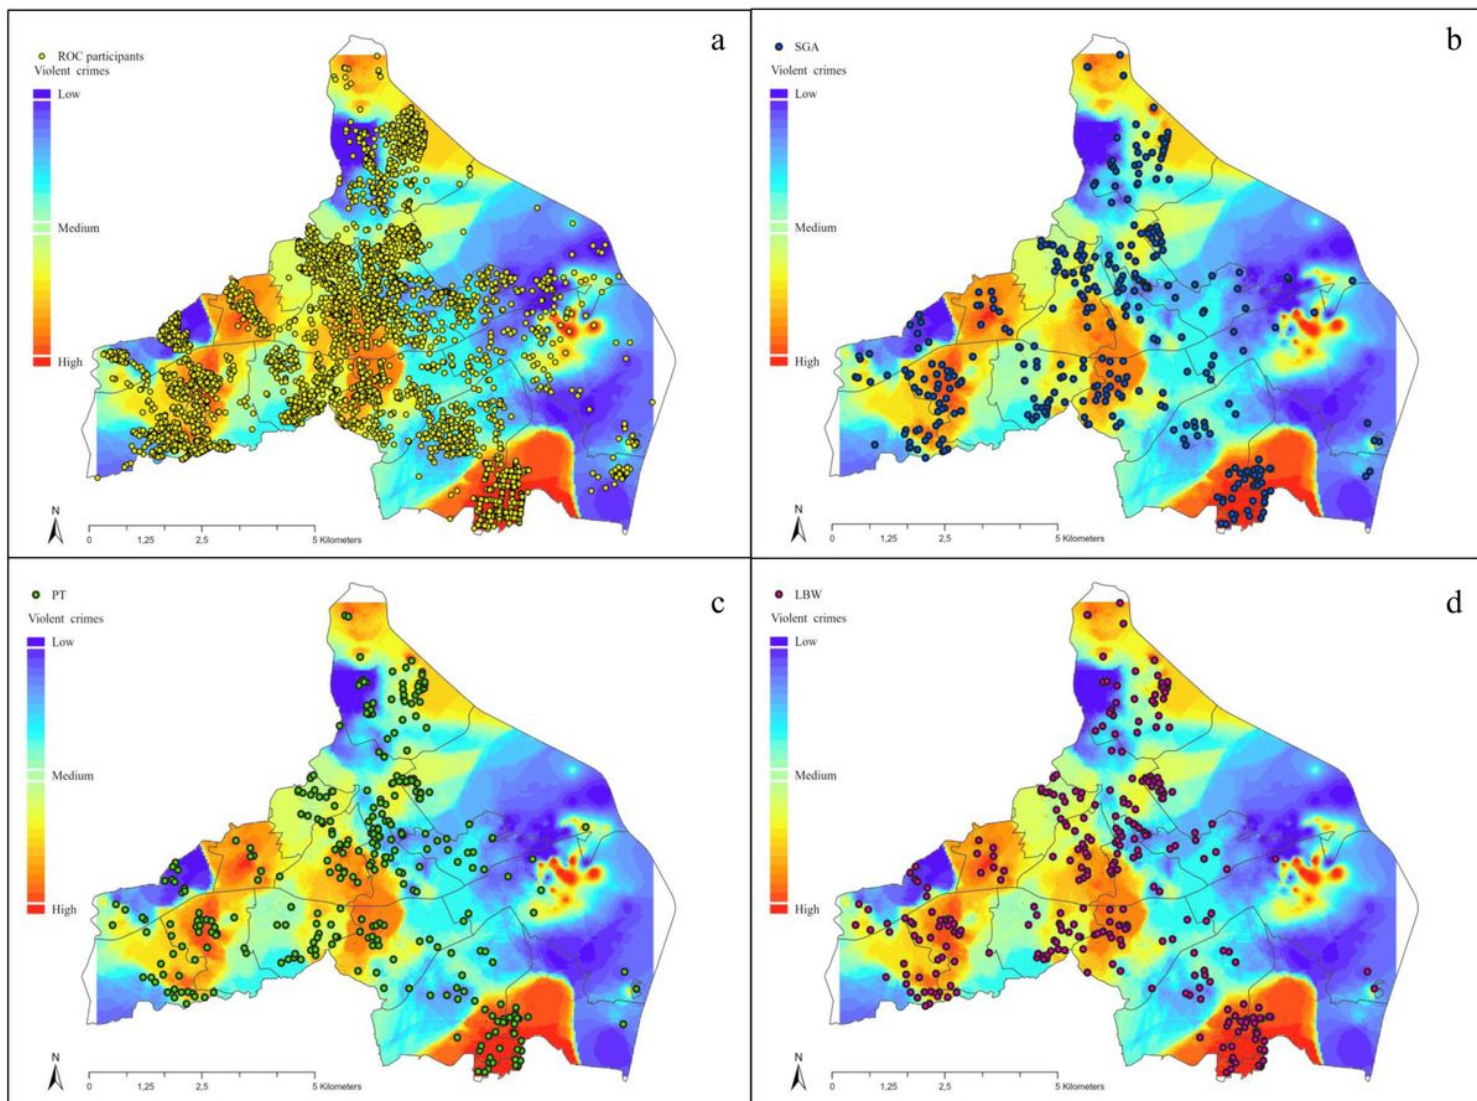 a
ROC participants
Violent crimes
Low
Medium
High
N
0 1,25 2,5 5 Kilometers
b
SGA
Violent crimes
Low
Medium
High
N
0 1,25 2,5 5 Kilometers
c
PT
Violent crimes
Low
Medium
High
N
0 1,25 2,5 5 Kilometers
d
LBW
Violent crimes
Low
Medium
High
N
0 1,25 2,5 5 Kilometers